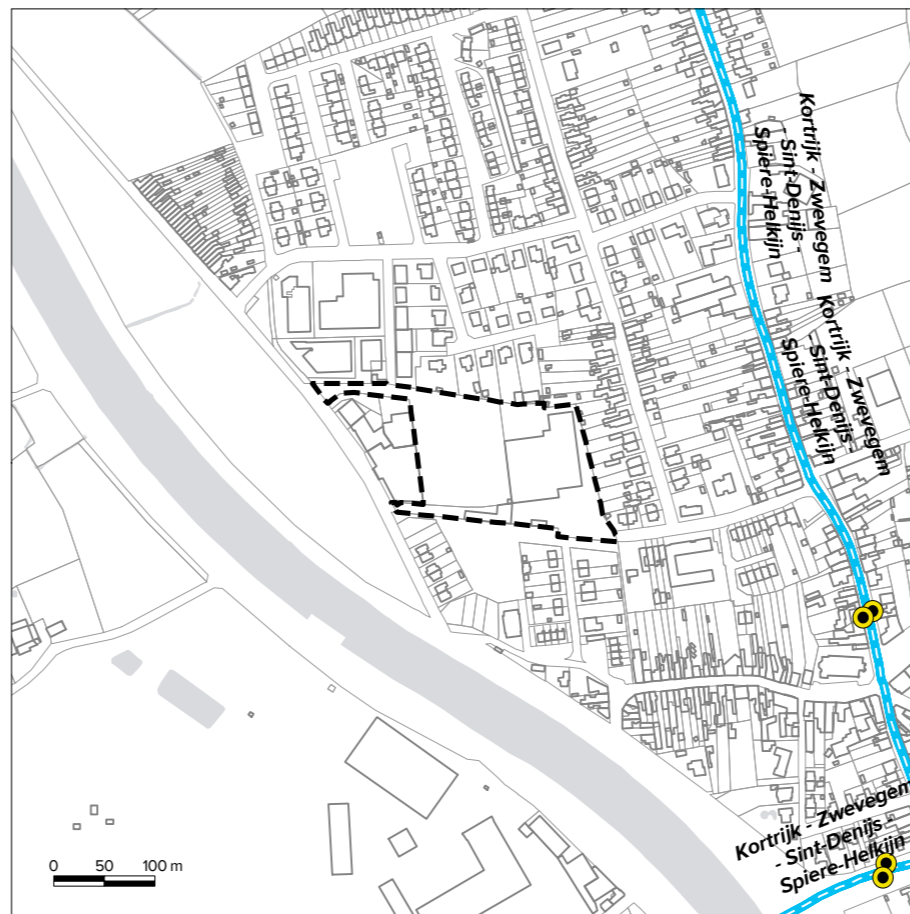 Kortrijk - Zwevegem
- Sint-Denijs -
Spiere-Helkijn
Kortrijk - Zwevegem
- Sint-Denijs -
Spiere-Helkijn
Kortrijk - Zwevegem
- Sint-Denijs -
Spiere-Helkijn
0 50 100 m